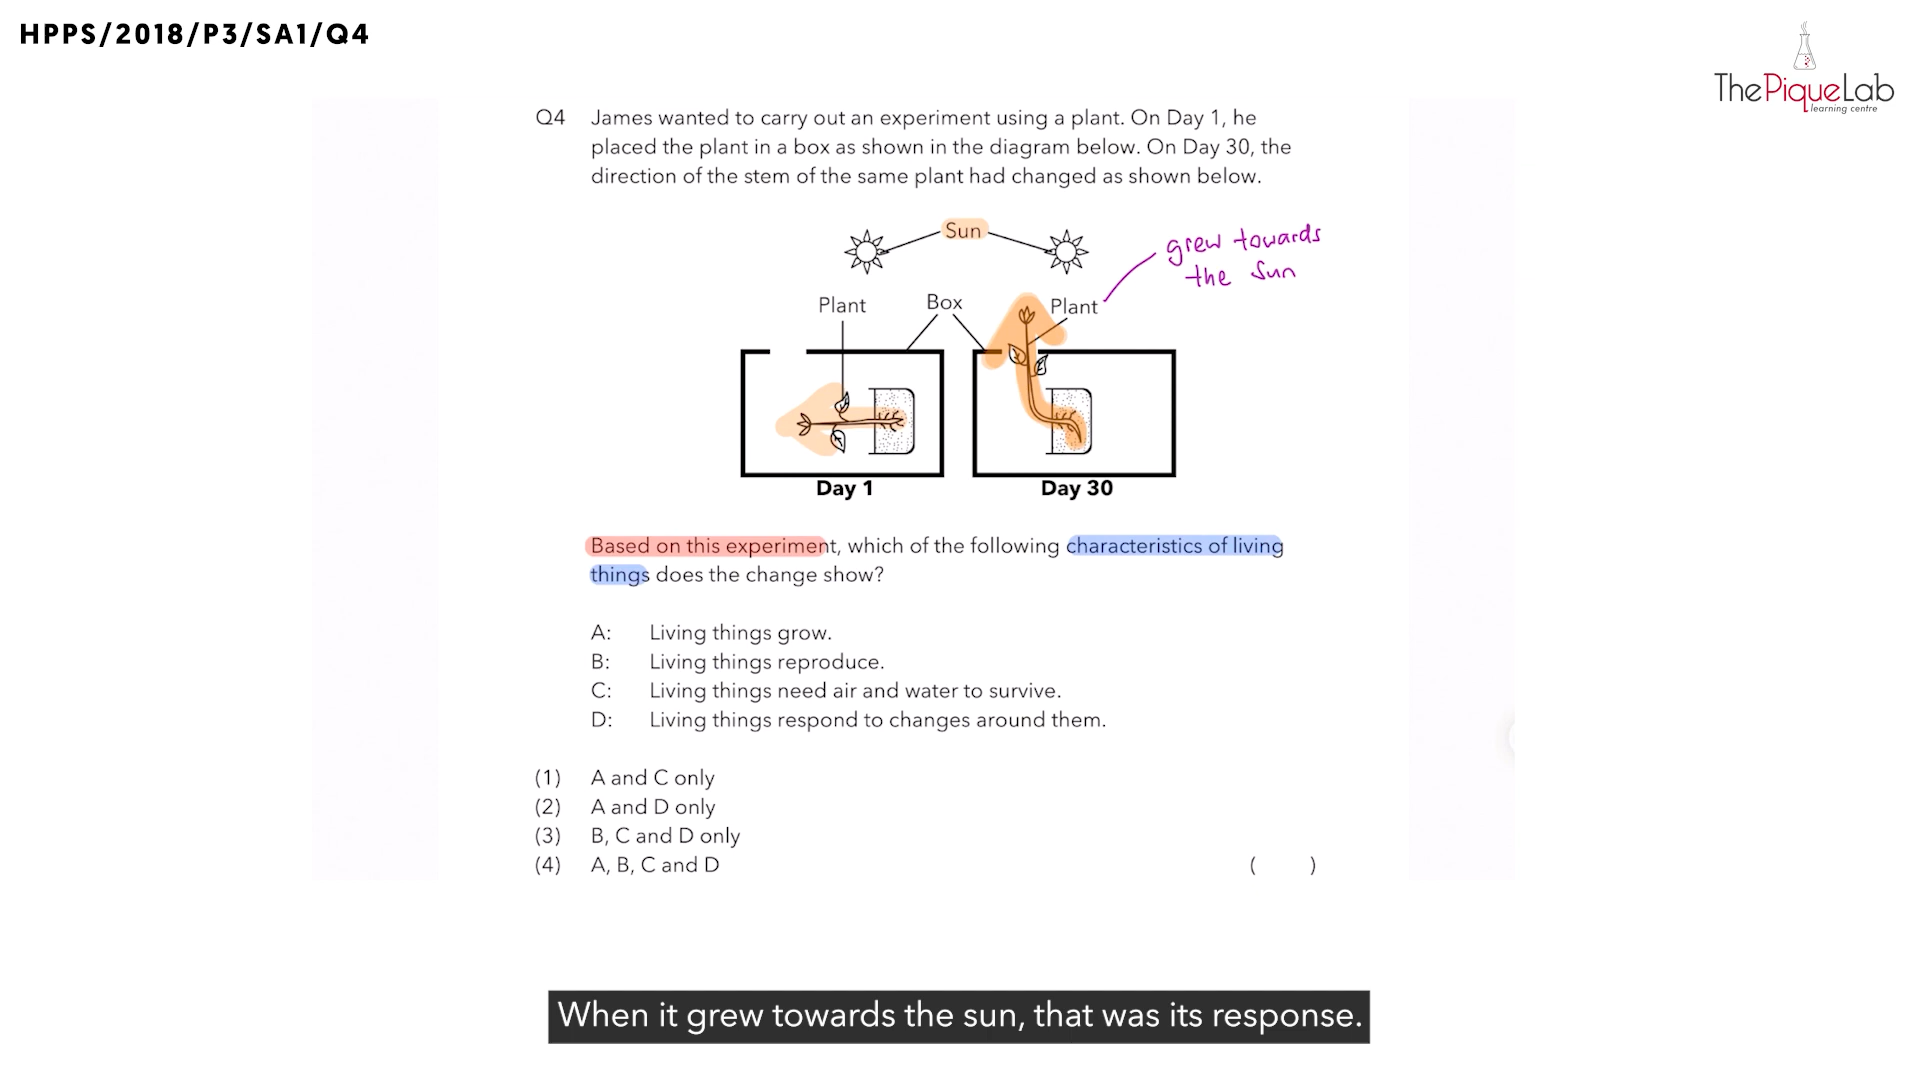 HPPS/2018/P3/SA1/Q4
ThePiqueLab
learning centre
Q4 James wanted to carry out an experiment using a plant. On Day 1, he
placed the plant in a box as shown in the diagram below. On Day 30, the
direction of the stem of the same plant had changed as shown below.
Sun
grew towards
the sun
Plant
Box
Plant
Day 1
Day 30
Based on this experiment, which of the following characteristics of living
things does the change show?
A: Living things grow.
B: Living things reproduce.
C: Living things need air and water to survive.
D: Living things respond to changes around them.
(1) A and C only
(2) A and D only
(3) B, C and D only
(4) A, B, C and D ( )
When it grew towards the sun, that was its response.